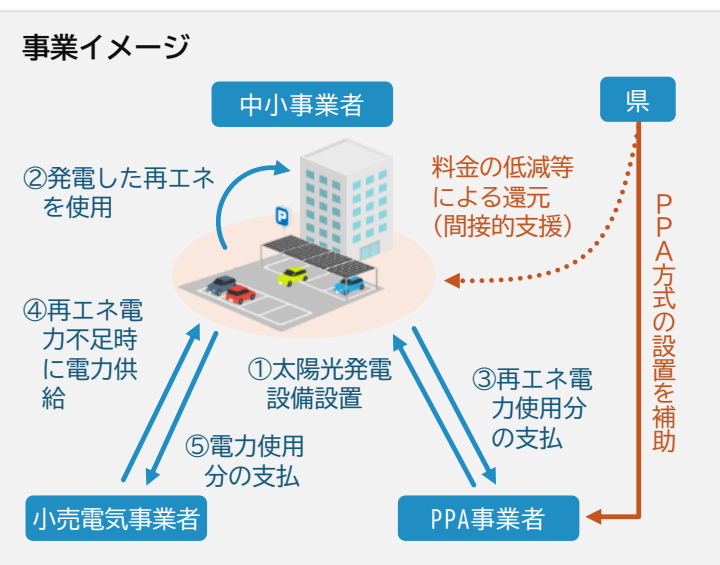 事業イメージ
中小事業者
県
②発電した再エネ
を使用
P
料金の低減等
による還元
(間接的支援)
PPA方式の設置を補助
④再エネ電
力不足時
に電力供
給
①太陽光発電
設備設置
③再エネ電
力使用分
の支払
⑤電力使用
分の支払
小売電気事業者
PPA事業者